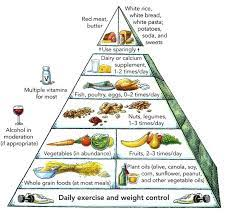 Red meat,
butter
White rice,
white bread,
white pasta;
potatoes,
soda, and
sweets
Use sparingly
Dairy or calcium
supplement,
1–2 times/day
Multiple vitamins
for most
Fish, poultry, eggs, 0–2 times/day
Nuts, legumes,
1–3 times/day
Alcohol in
moderation
(if appropriate)
Vegetables (in abundance)
Fruits, 2–3 times/day
Whole grain foods (at most meals)
Plant oils (olive, canola, soy,
corn, sunflower, peanut,
and other vegetable oils)
Daily exercise and weight control